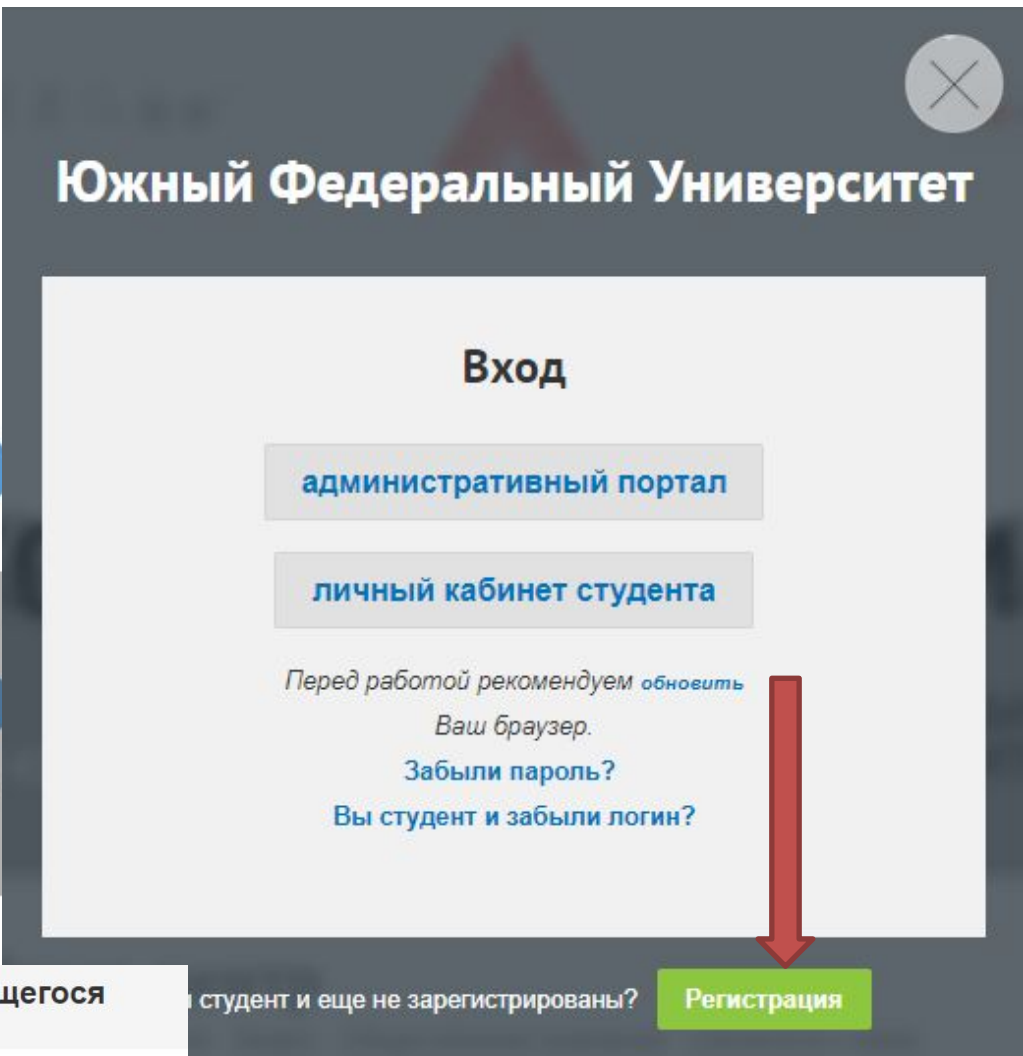 Южный Федеральный Университет
Вход
административный портал
личный кабинет студента
Перед работой рекомендуем обновить
Ваш браузер.
Забыли пароль?
Вы студент и забыли логин?
студент и еще не зарегистрированы? Регистрация
щегося